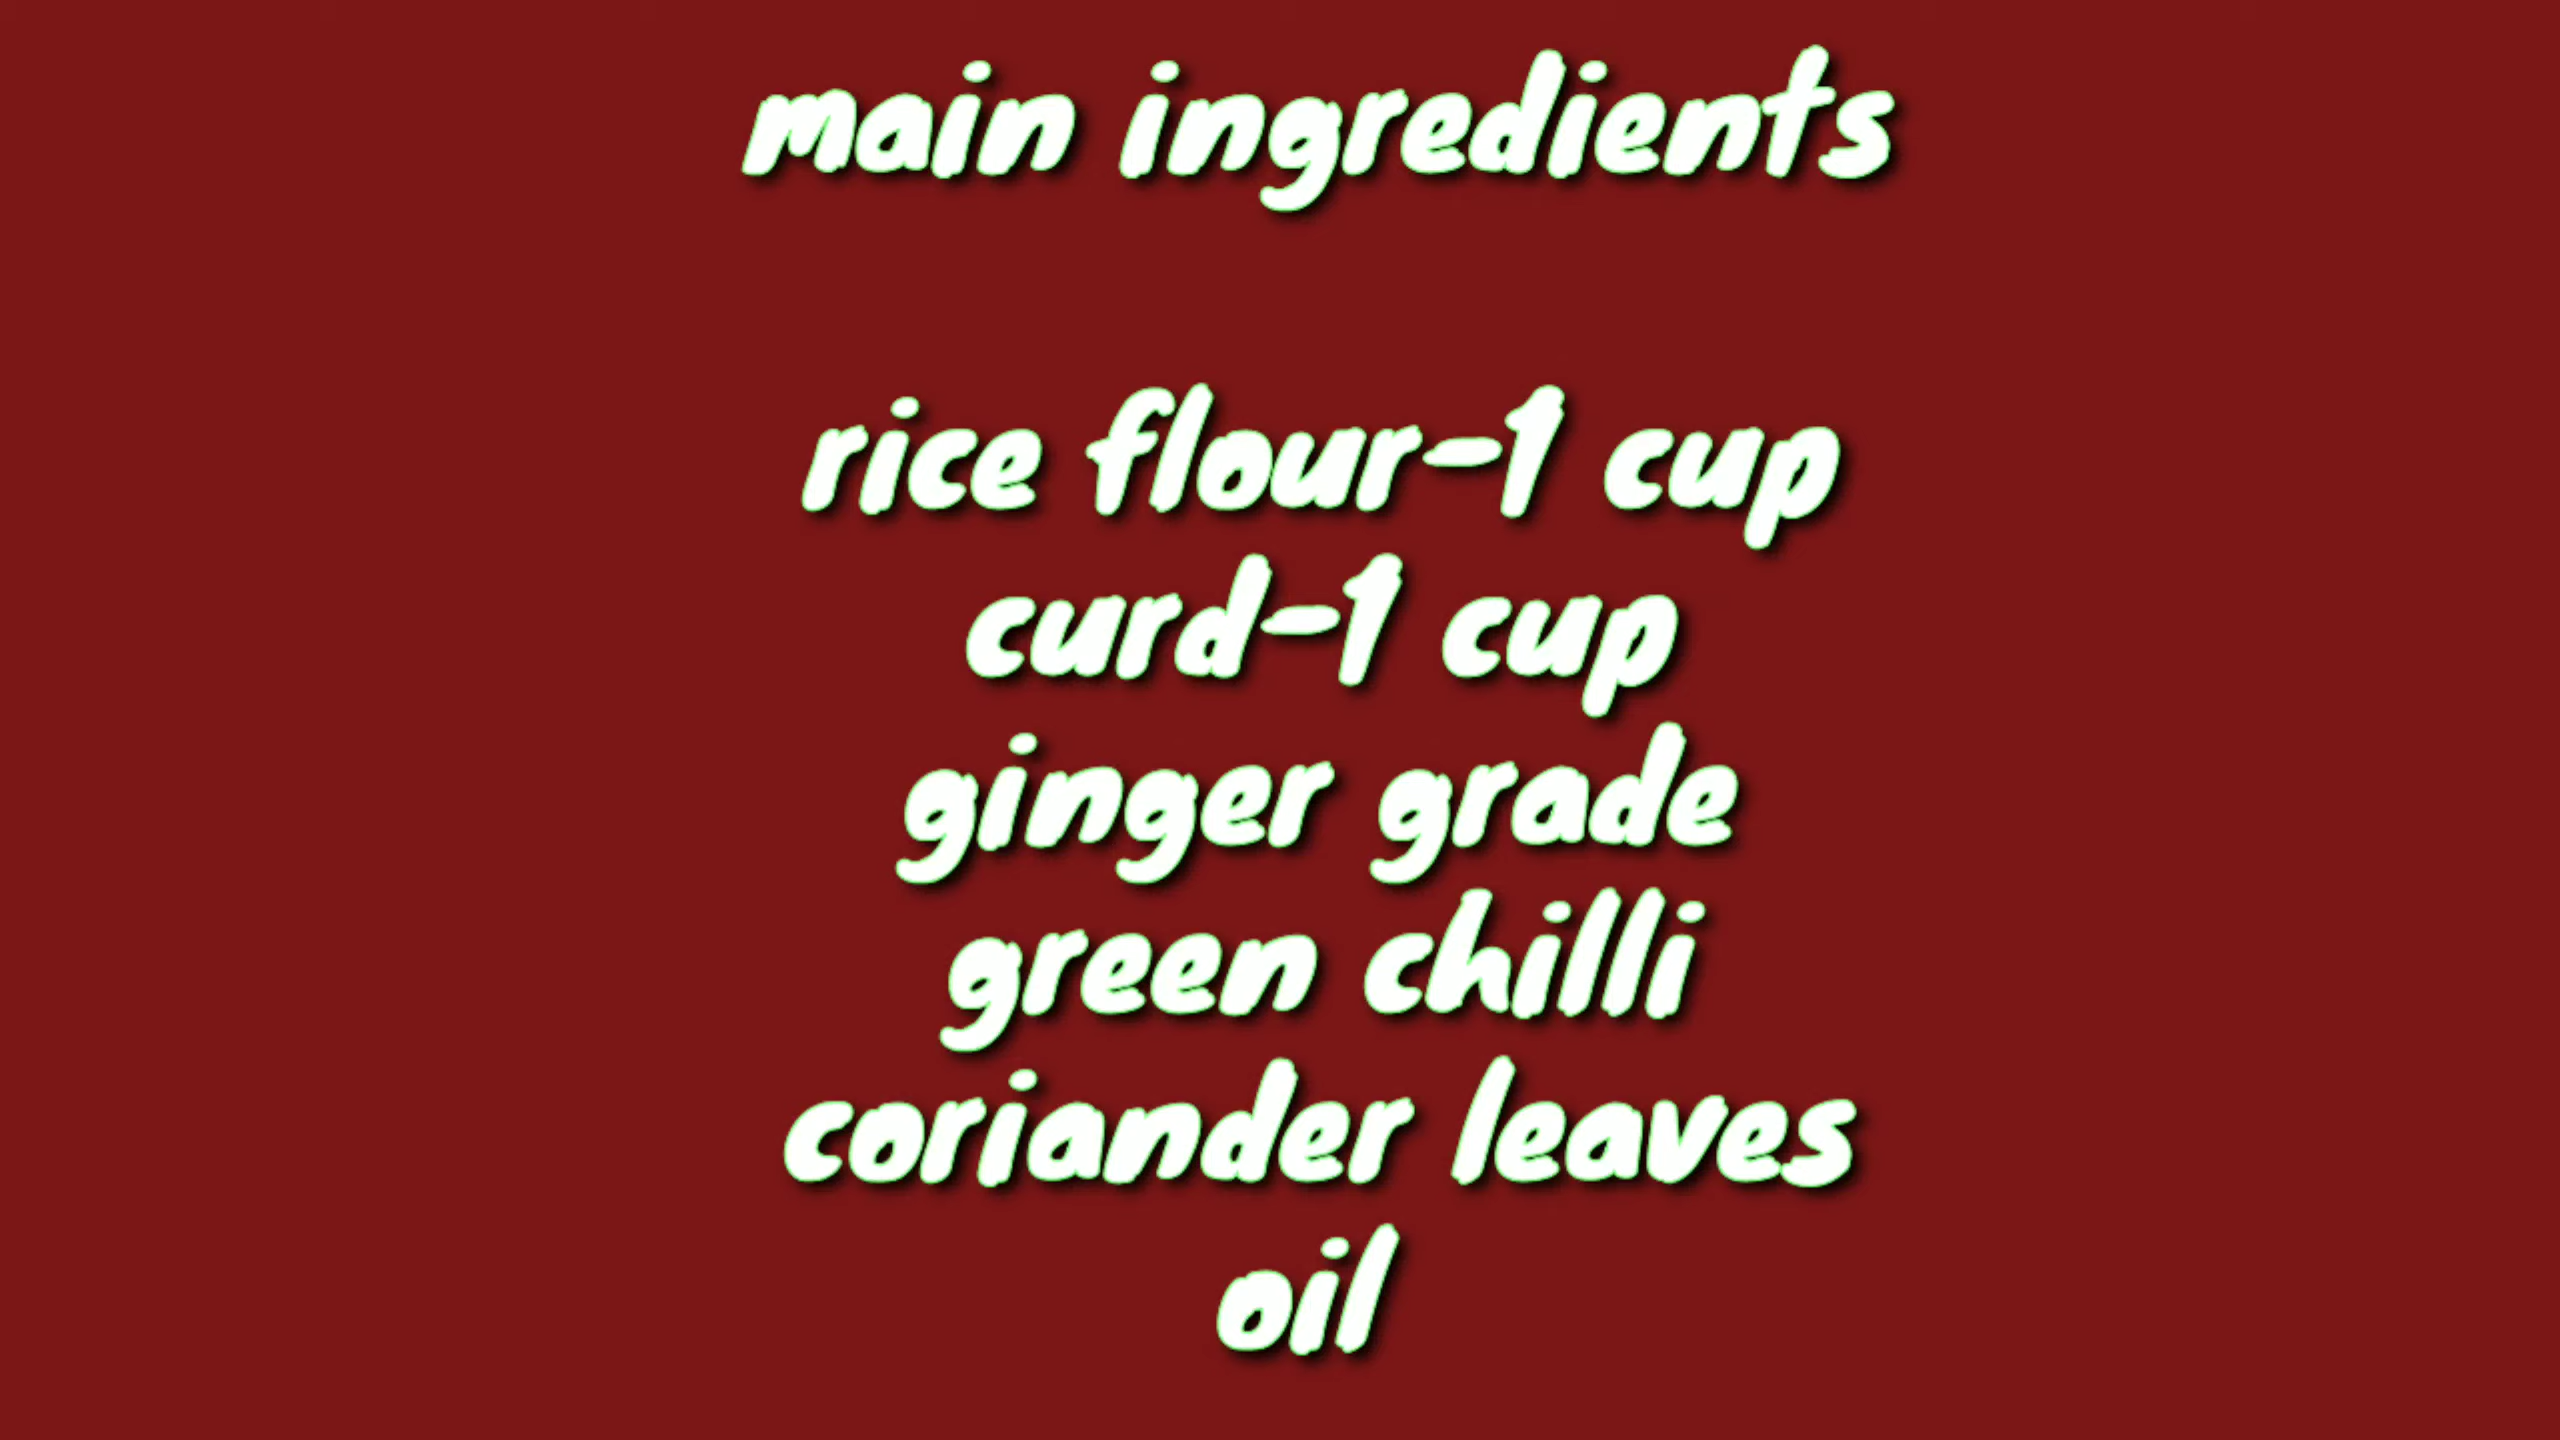 main ingredients
rice flour-1 cup
curd-1 cup
ginger grade
green chilli
coriander leaves
oil